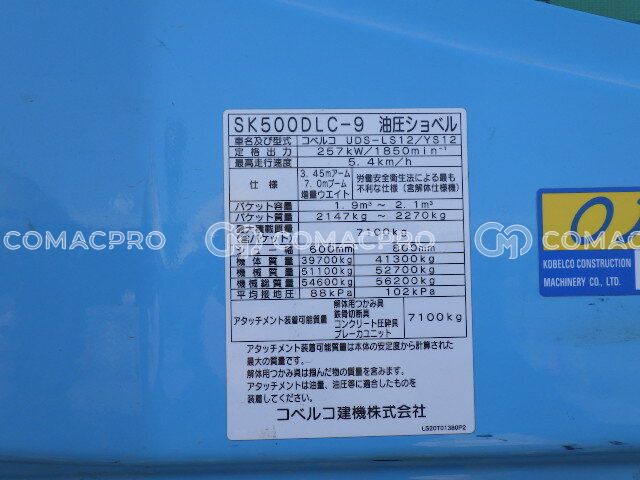 SK500DLC-9 油圧ショベル
車名及び型式 コベルコ UDS-LS12/YS12
定格出力 257kW/1850min⁻¹
最高走行速度 5.4km/h
仕様 3.45mアーム 7.0mブーム 増量ウエイト 労働安全衛生法による最も不利な仕様(含解体仕様機)
バケット容量 1.9m³ ~ 2.1m³
バケット質量 2147kg ~ 2270kg
最大積載質量 7100kg
600mm 800mm
機体質量 39700kg 41300kg
機械質量 51100kg 52700kg
機械総質量 54600kg 56200kg
平均接地圧 88kPa 102kPa
アタッチメント装着可能質量 解体用つかみ具 鉄骨切断具 コンクリート圧砕具 ブレーカユニット 7100kg
アタッチメント装着可能質量は本体の安定度から計算された
最大の質量です。
解体用つかみ具は掴んだ物の質量を含みます。
アタッチメントは油量、油圧等に適合したものを
装着してください。
コベルコ建機株式会社
LS20T01380P2
KOBELCO CONSTRUCTION
MACHINERY CO., LTD.
COMACPRO
COMACPRO
COMACPRO